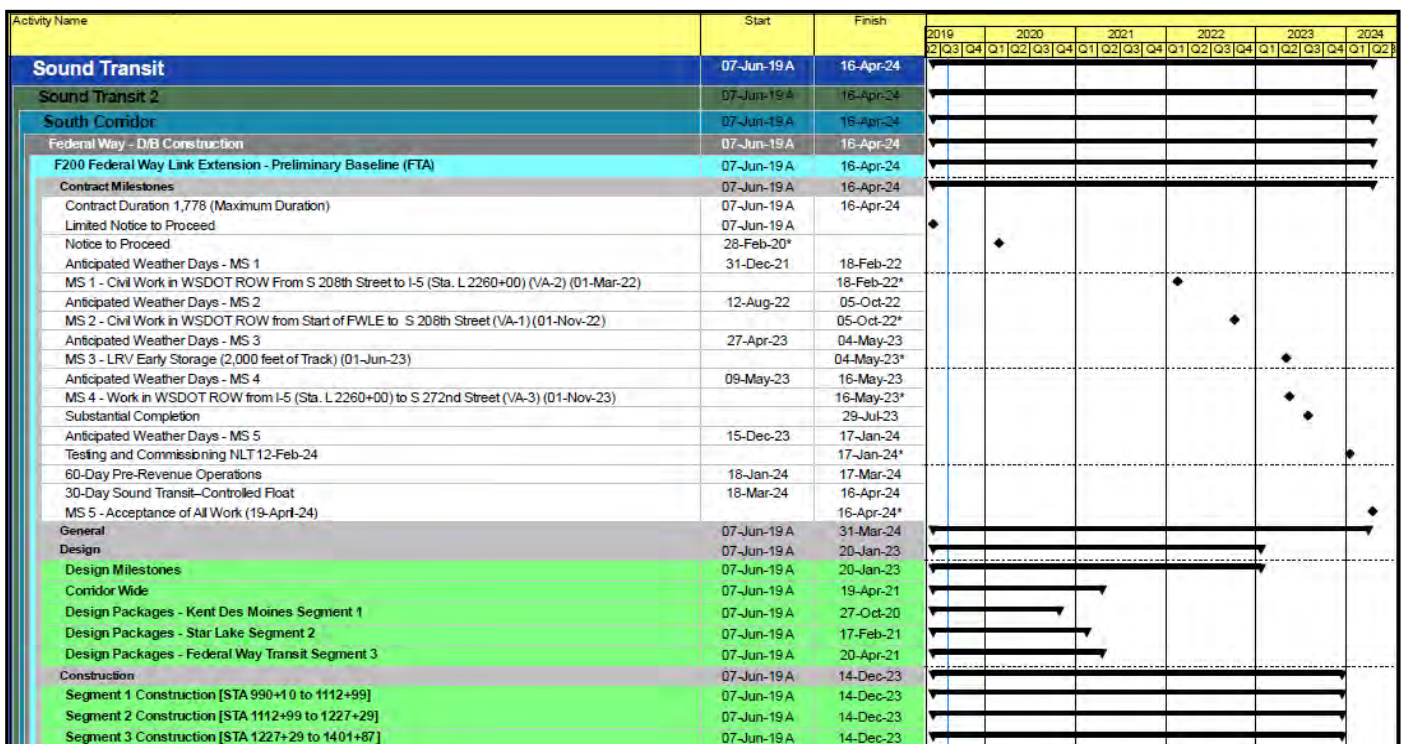 Activity Name Start Finish
2019 2020 2021 2022 2023 2024
Q2 Q3 Q4 Q1 Q2 Q3 Q4 Q1 Q2 Q3 Q4 Q1 Q2 Q3 Q4 Q1 Q2 Q3 Q4 Q1 Q2
Sound Transit 07-Jun-19 A 16-Apr-24
Sound Transit 2 07-Jun-19 A 16-Apr-24
South Corridor 07-Jun-19 A 16-Apr-24
Federal Way - D/B Construction 07-Jun-19 A 16-Apr-24
F200 Federal Way Link Extension - Preliminary Baseline (FTA) 07-Jun-19 A 16-Apr-24
Contract Milestones 07-Jun-19 A 16-Apr-24
Contract Duration 1,778 (Maximum Duration) 07-Jun-19 A 16-Apr-24
Limited Notice to Proceed 07-Jun-19 A
Notice to Proceed 28-Feb-20*
Anticipated Weather Days - MS 1 31-Dec-21 18-Feb-22
MS 1 - Civil Work in WSDOT ROW From S 208th Street to I-5 (Sta. L 2260+00) (VA-2) (01-Mar-22) 18-Feb-22*
Anticipated Weather Days - MS 2 12-Aug-22 05-Oct-22
MS 2 - Civil Work in WSDOT ROW from Start of FWLE to S 208th Street (VA-1) (01-Nov-22) 05-Oct-22*
Anticipated Weather Days - MS 3 27-Apr-23 04-May-23
MS 3 - LRV Early Storage (2,000 feet of Track) (01-Jun-23) 04-May-23*
Anticipated Weather Days - MS 4 09-May-23 16-May-23
MS 4 - Work in WSDOT ROW from I-5 (Sta. L 2260+00) to S 272nd Street (VA-3) (01-Nov-23) 16-May-23*
Substantial Completion 29-Jul-23
Anticipated Weather Days - MS 5 15-Dec-23 17-Jan-24
Testing and Commissioning NLT 12-Feb-24 17-Jan-24*
60-Day Pre-Revenue Operations 18-Jan-24 17-Mar-24
30-Day Sound Transit–Controlled Float 18-Mar-24 16-Apr-24
MS 5 - Acceptance of All Work (19-April-24) 16-Apr-24*
General 07-Jun-19 A 31-Mar-24
Design 07-Jun-19 A 20-Jan-23
Design Milestones 07-Jun-19 A 20-Jan-23
Corridor Wide 07-Jun-19 A 19-Apr-21
Design Packages - Kent Des Moines Segment 1 07-Jun-19 A 27-Oct-20
Design Packages - Star Lake Segment 2 07-Jun-19 A 17-Feb-21
Design Packages - Federal Way Transit Segment 3 07-Jun-19 A 20-Apr-21
Construction 07-Jun-19 A 14-Dec-23
Segment 1 Construction [STA 990+10 to 1112+99] 07-Jun-19 A 14-Dec-23
Segment 2 Construction [STA 1112+99 to 1227+29] 07-Jun-19 A 14-Dec-23
Segment 3 Construction [STA 1227+29 to 1401+87] 07-Jun-19 A 14-Dec-23